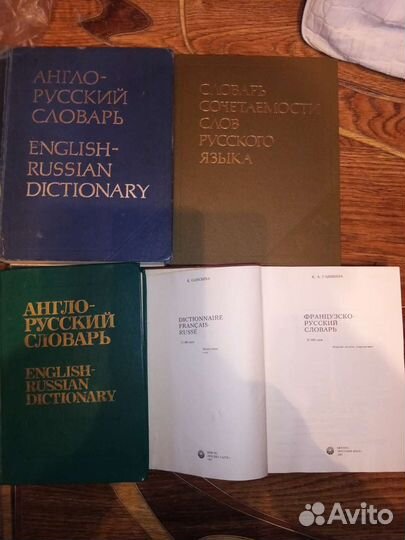 АНГЛО-
РУССКИЙ
СЛОВАРЬ
ENGLISH-
RUSSIAN
DICTIONARY
СЛОВАРЬ
СОЧЕТАЕМОСТИ
СЛОВ
РУССКОГО
ЯЗЫКА
АНГЛО-
РУССКИЙ
СЛОВАРЬ
ENGLISH-
RUSSIAN
DICTIONARY
DICTIONNAIRE
FRANÇAIS-
RUSSE
К. А. ГАНШИНА
ФРАНЦУЗСКО-
РУССКИЙ
СЛОВАРЬ
Avito